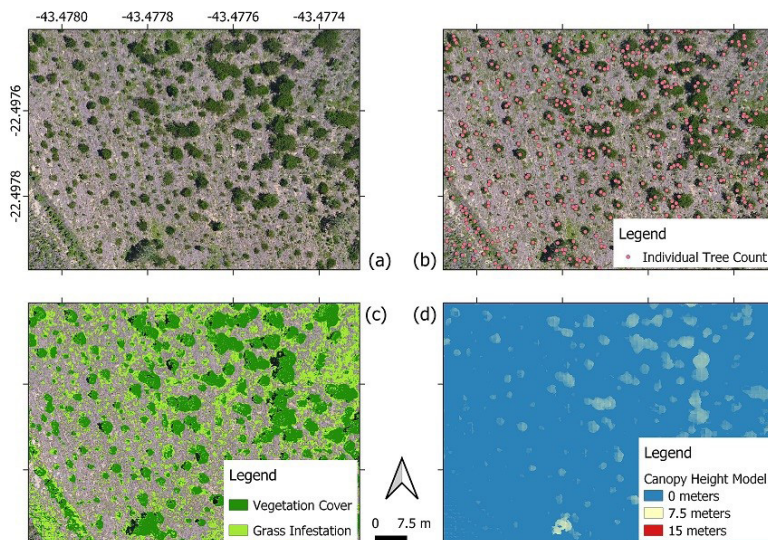 -43.4780 -43.4778 -43.4776 -43.4774
-22.4976
-22.4978
(a)
(b)
Legend
Individual Tree Count
(c)
(d)
Legend
Vegetation Cover
Grass Infestation
0 7.5 m
Legend
Canopy Height Model
0 meters
7.5 meters
15 meters